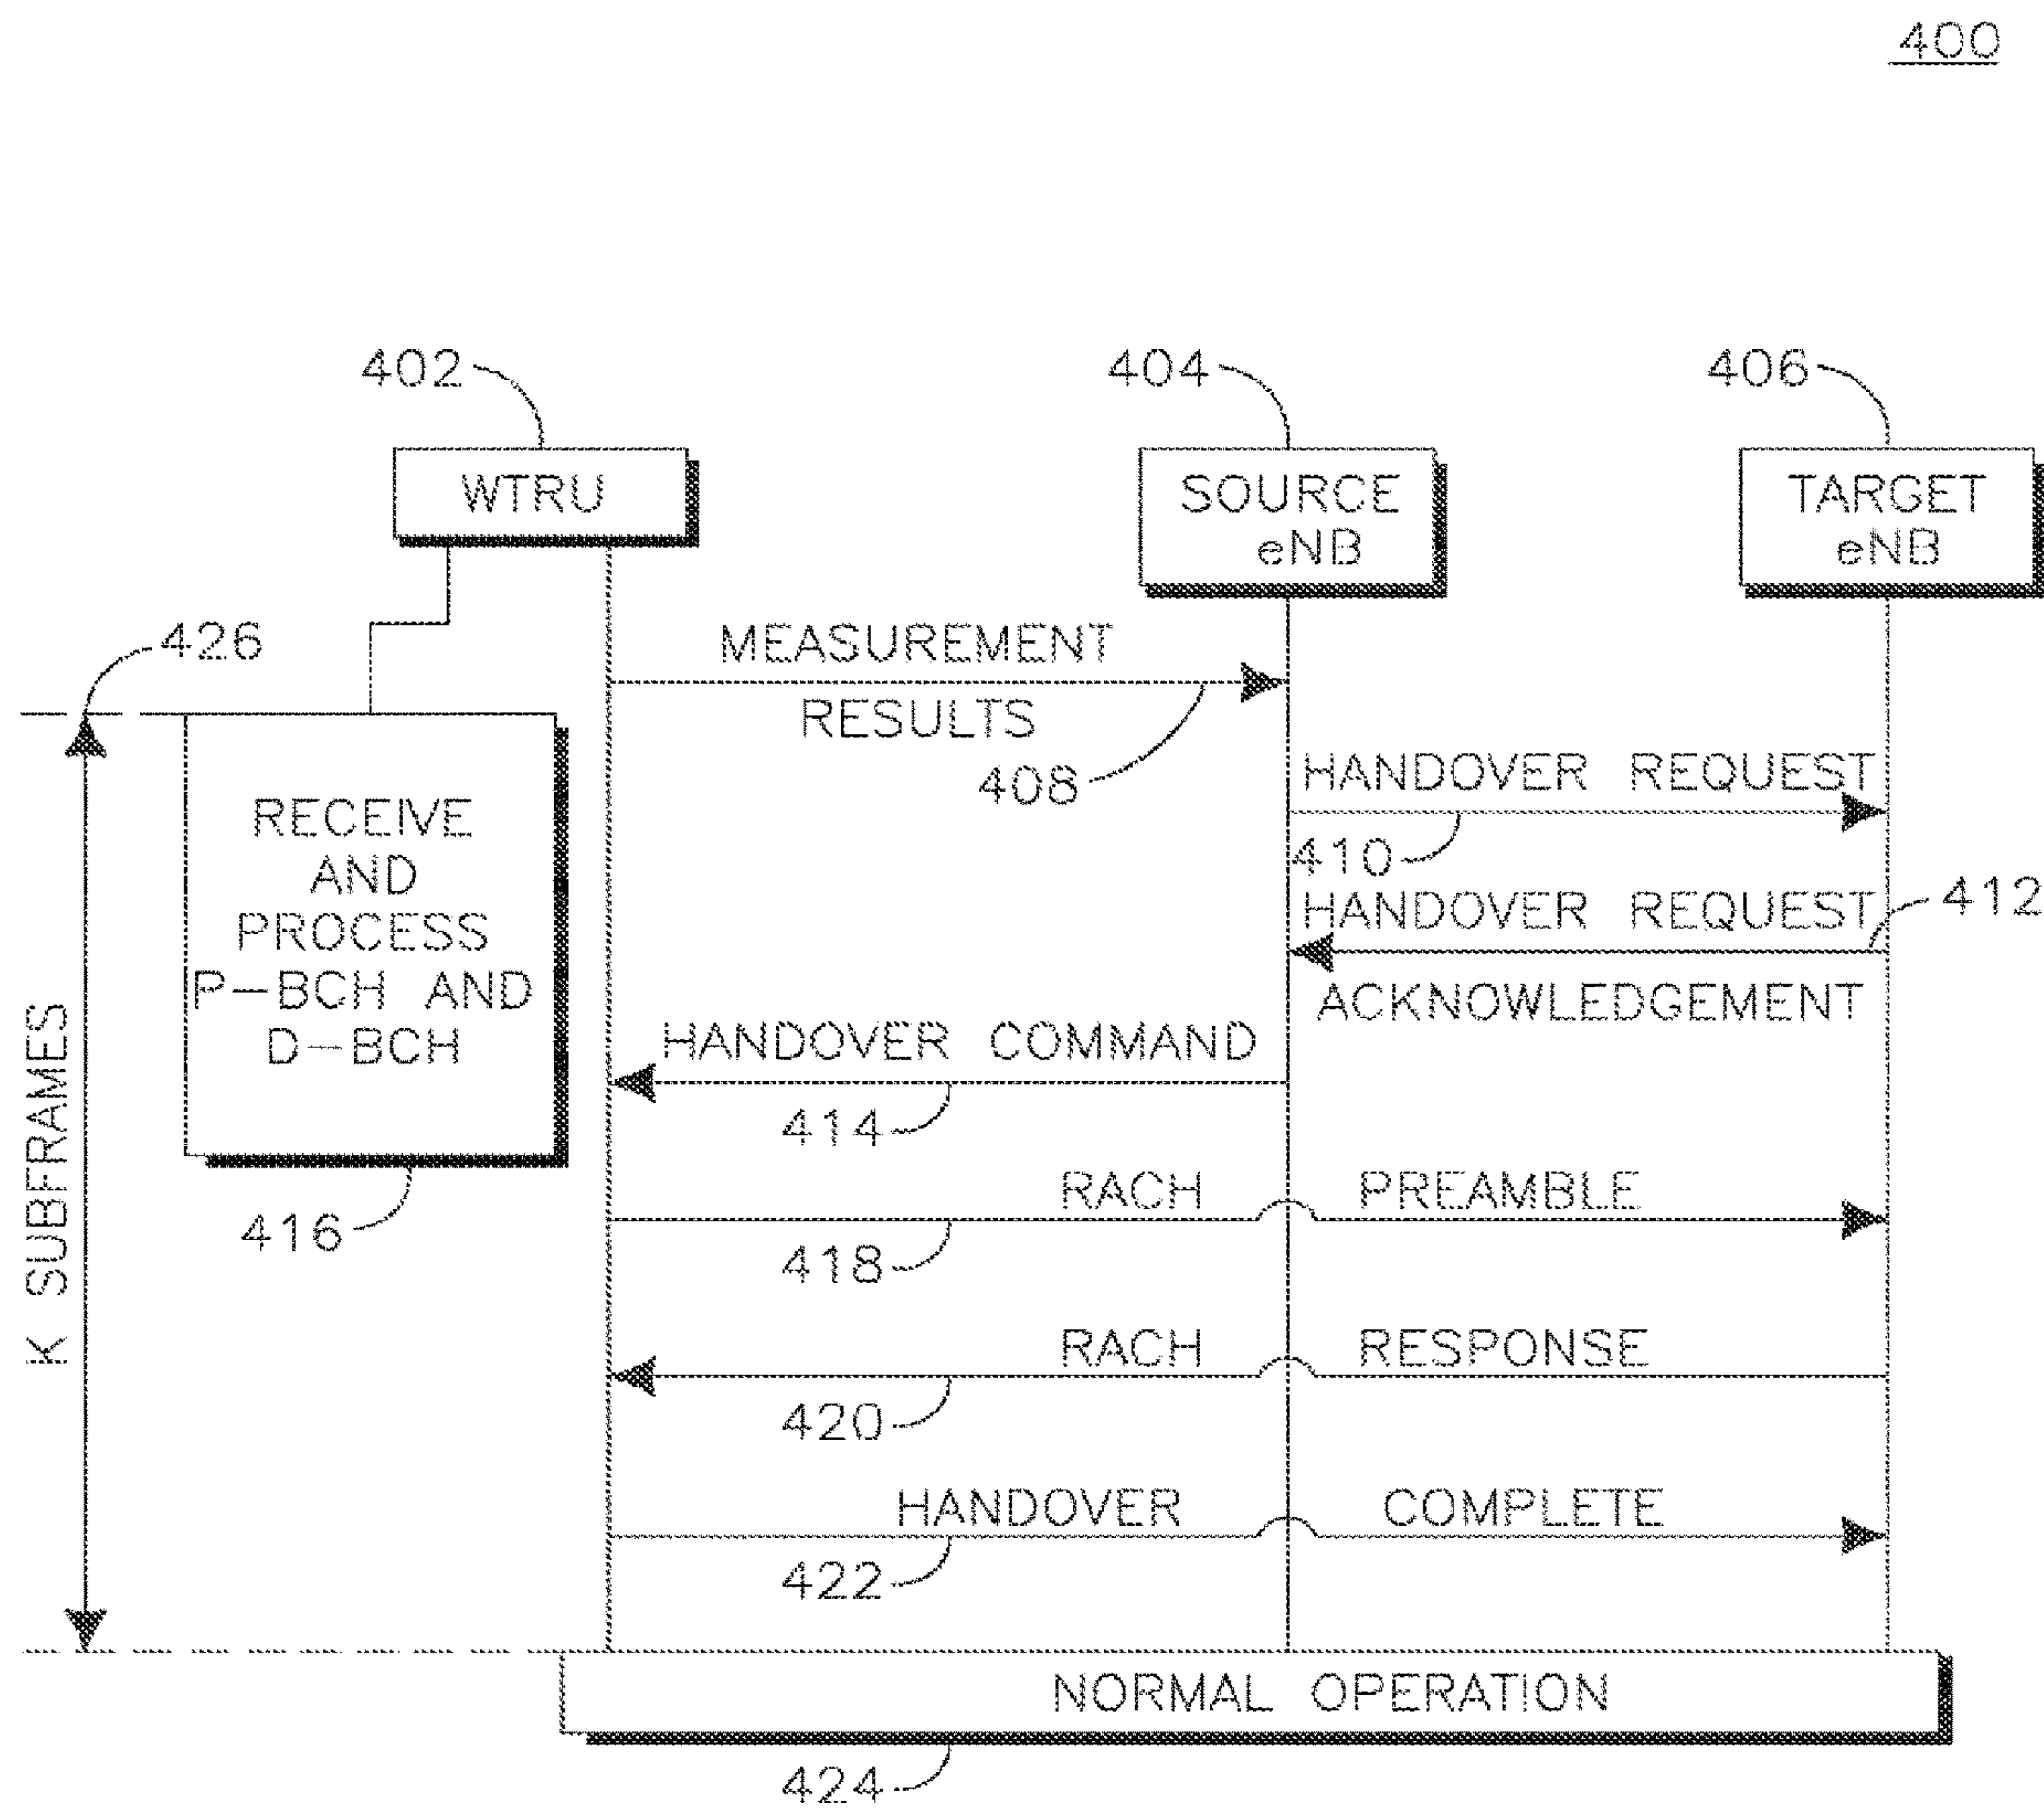 400
402
404
406
WTRU
SOURCE
eNB
TARGET
eNB
426
MEASUREMENT
RESULTS
408
HANDOVER REQUEST
410
HANDOVER REQUEST
412
ACKNOWLEDGEMENT
RECEIVE
AND
PROCESS
P-BCH AND
D-BCH
416
K SUBFRAMES
HANDOVER COMMAND
414
RACH PREAMBLE
418
RACH RESPONSE
420
HANDOVER COMPLETE
422
NORMAL OPERATION
424